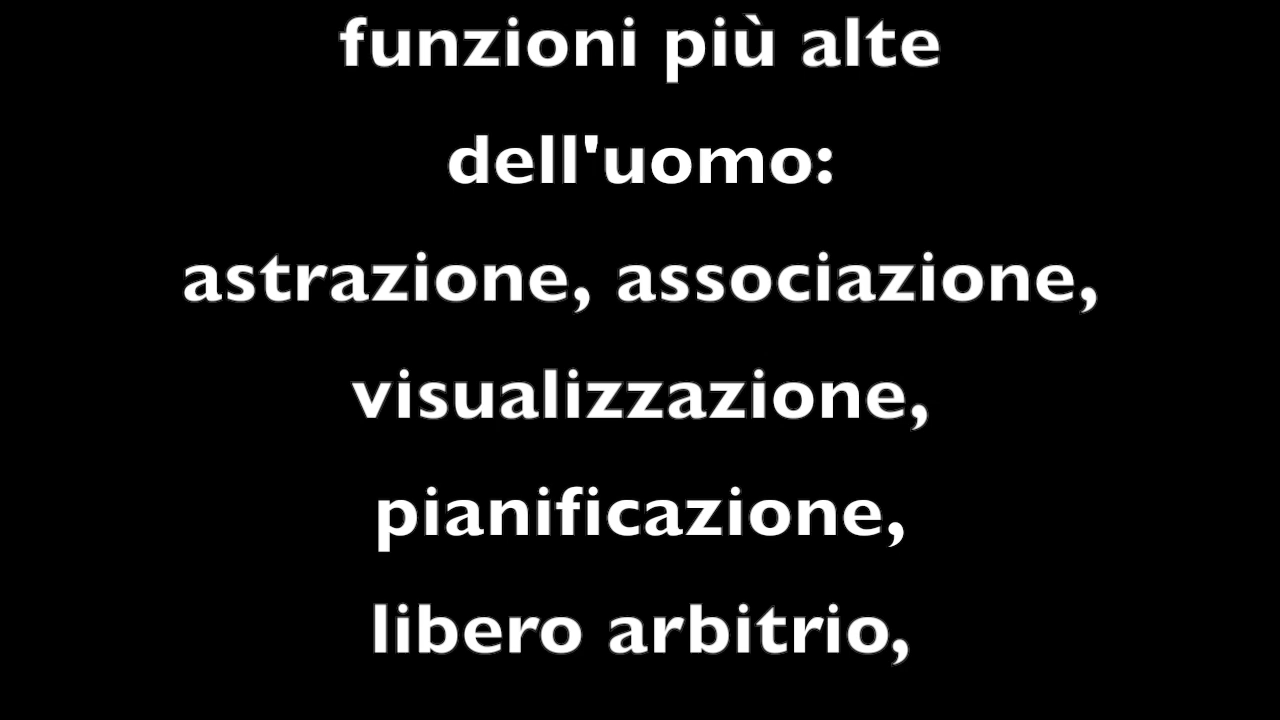 funzioni più alte
dell'uomo:
astrazione, associazione,
visualizzazione,
pianificazione,
libero arbitrio,